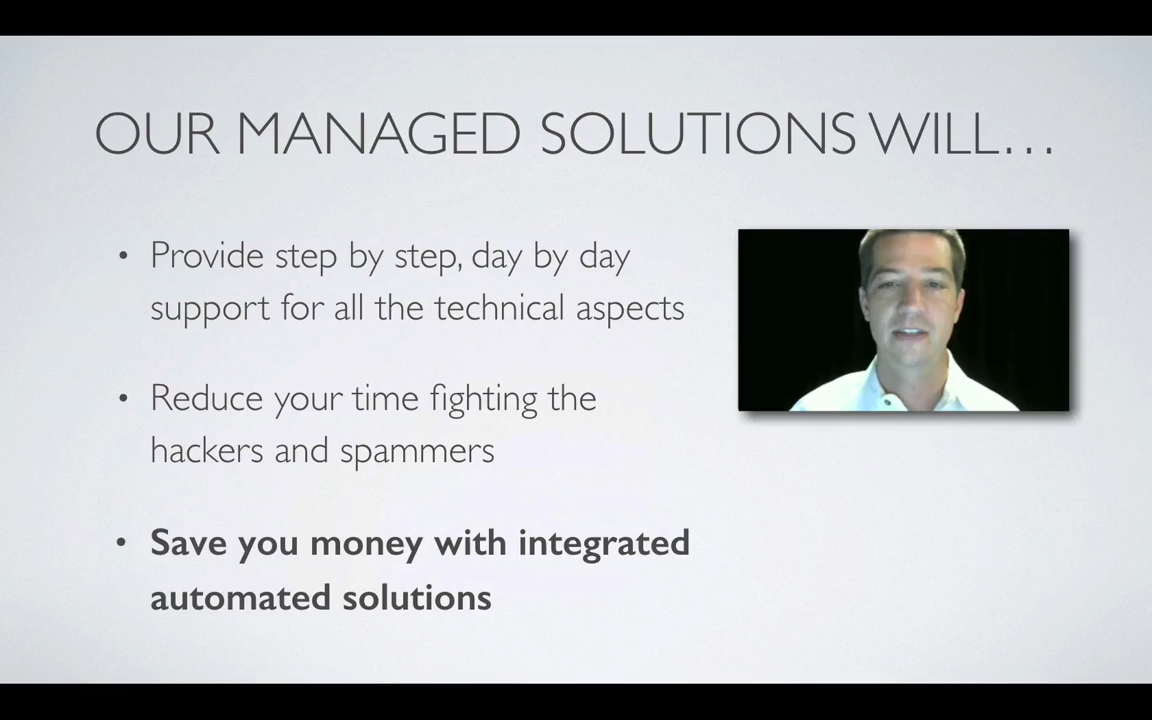 OUR MANAGED SOLUTIONS WILL...
• Provide step by step, day by day
support for all the technical aspects
• Reduce your time fighting the
hackers and spammers
• Save you money with integrated
automated solutions